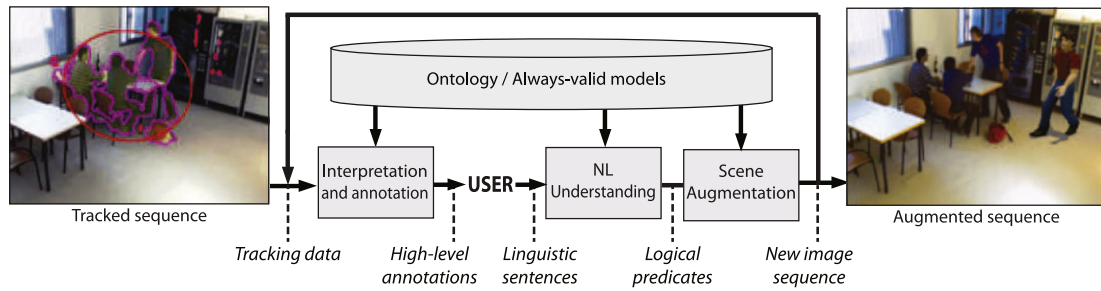 Ontology / Always-valid models
Interpretation
and annotation
USER
NL
Understanding
Scene
Augmentation
Tracked sequence
Augmented sequence
Tracking data
High-level
annotations
Linguistic
sentences
Logical
predicates
New image
sequence